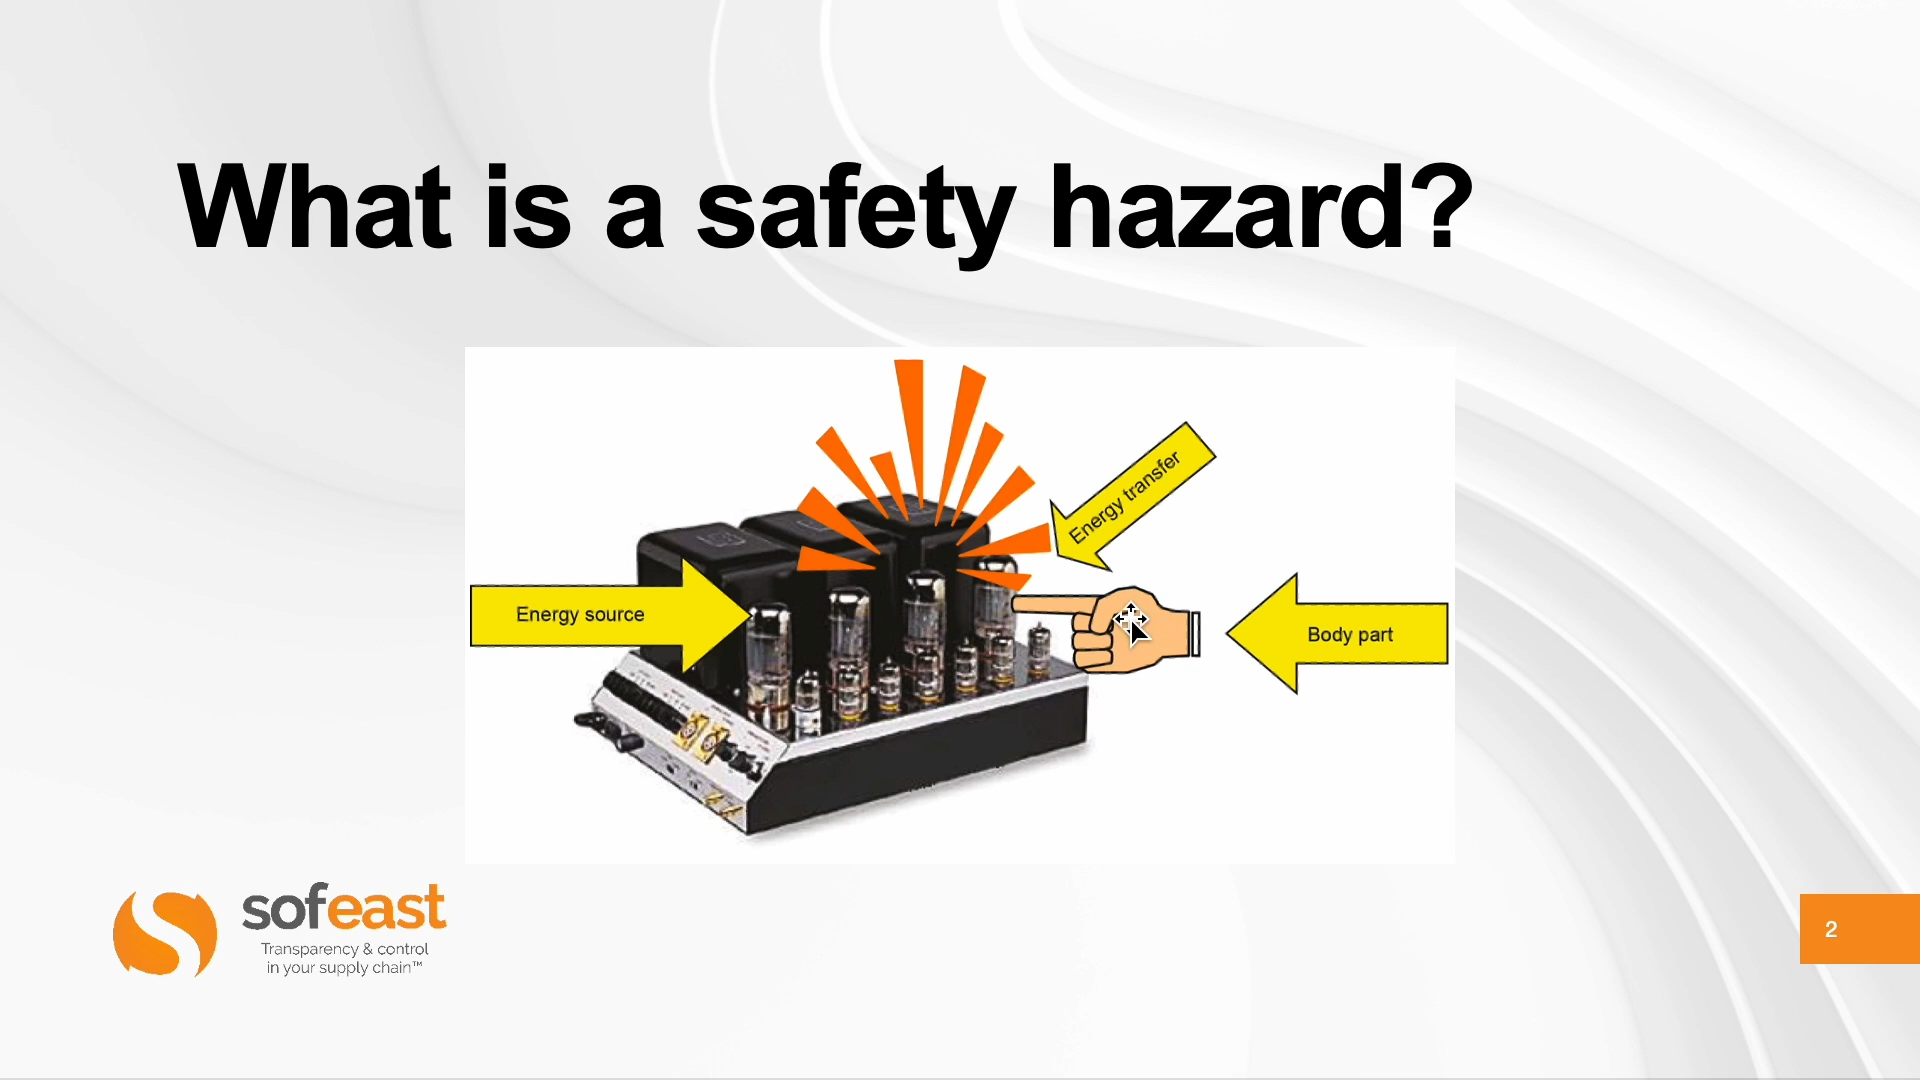 What is a safety hazard?
Energy transfer
Energy source
Body part
sofeast
Transparency & control
in your supply chain™
2